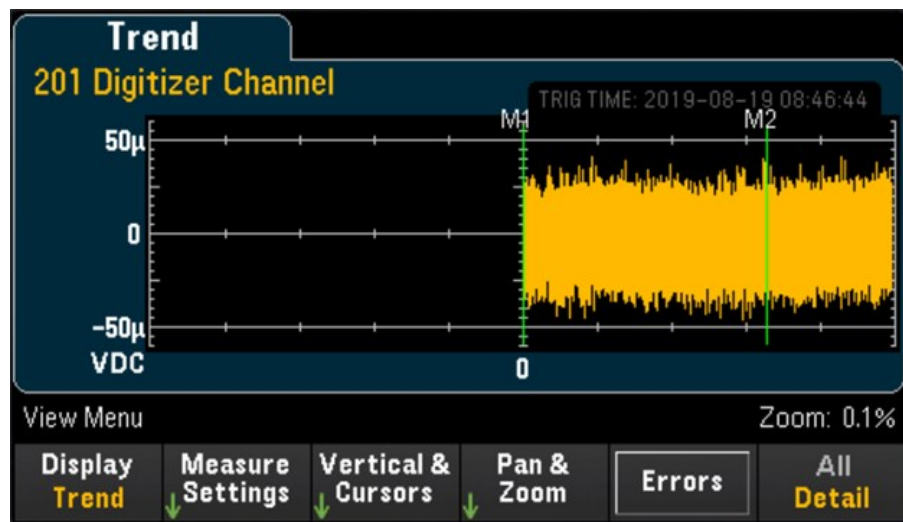 Trend
201 Digitizer Channel
TRIG TIME: 2019-08-19 08:46:44
M1 M2
50µ
0
-50µ
VDC
0
View Menu Zoom: 0.1%
Display Trend
Measure Settings
Vertical & Cursors
Pan & Zoom
Errors
All Detail